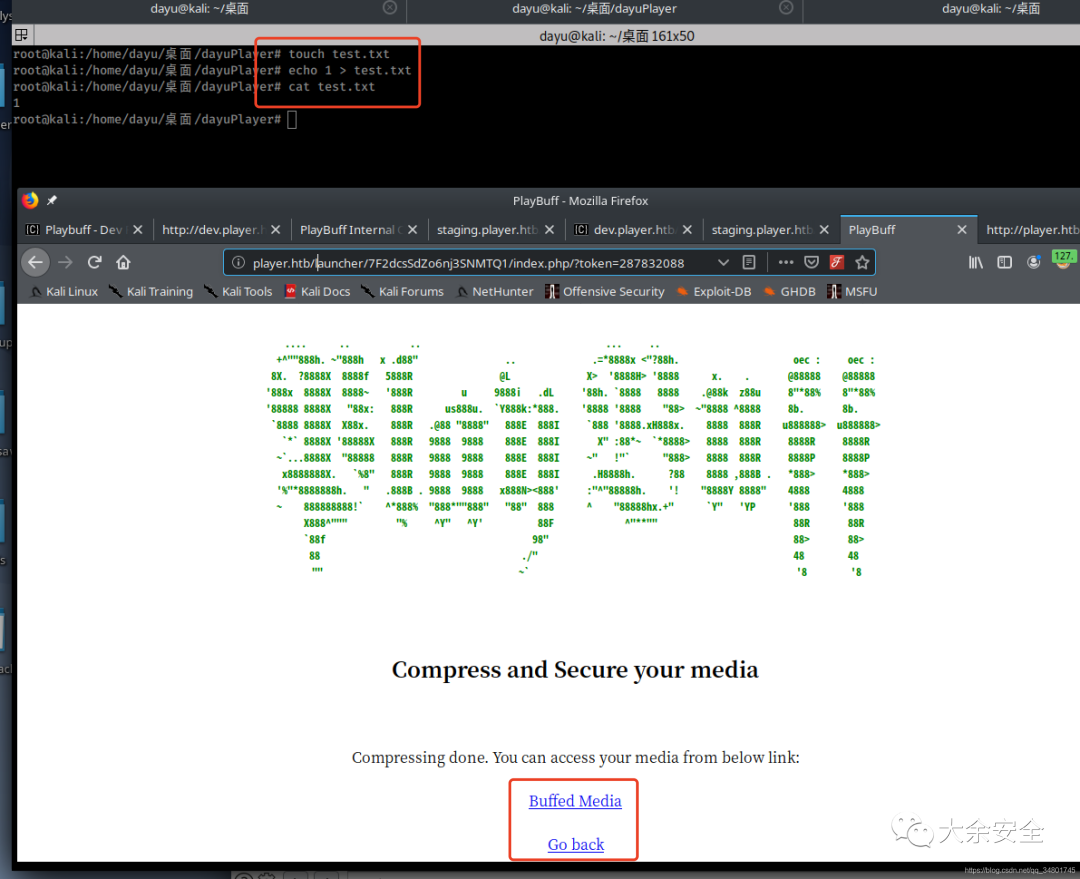 dayu@kali: ~/桌面
dayu@kali: ~/桌面/dayuPlayer
dayu@kali: ~/桌面
dayu@kali: ~/桌面 161x50
root@kali:/home/dayu/桌面/dayuPlayer# touch test.txt
root@kali:/home/dayu/桌面/dayuPlayer# echo 1 > test.txt
root@kali:/home/dayu/桌面/dayuPlayer# cat test.txt
1
root@kali:/home/dayu/桌面/dayuPlayer#
PlayBuff - Mozilla Firefox
Playbuff - Dev
http://dev.player.h
PlayBuff Internal
staging.player.htb
dev.player.htb
staging.player.htb
PlayBuff
http://player.htb
player.htb/launcher/7F2dcsSdZo6nj3SNMTQ1/index.php/?token=287832088
127.
Kali Linux
Kali Training
Kali Tools
Kali Docs
Kali Forums
NetHunter
Offensive Security
Exploit-DB
GHDB
MSFU
Compress and Secure your media
Compressing done. You can access your media from below link:
Buffed Media
Go back
大余安全
https://blog.csdn.net/qq_34801745